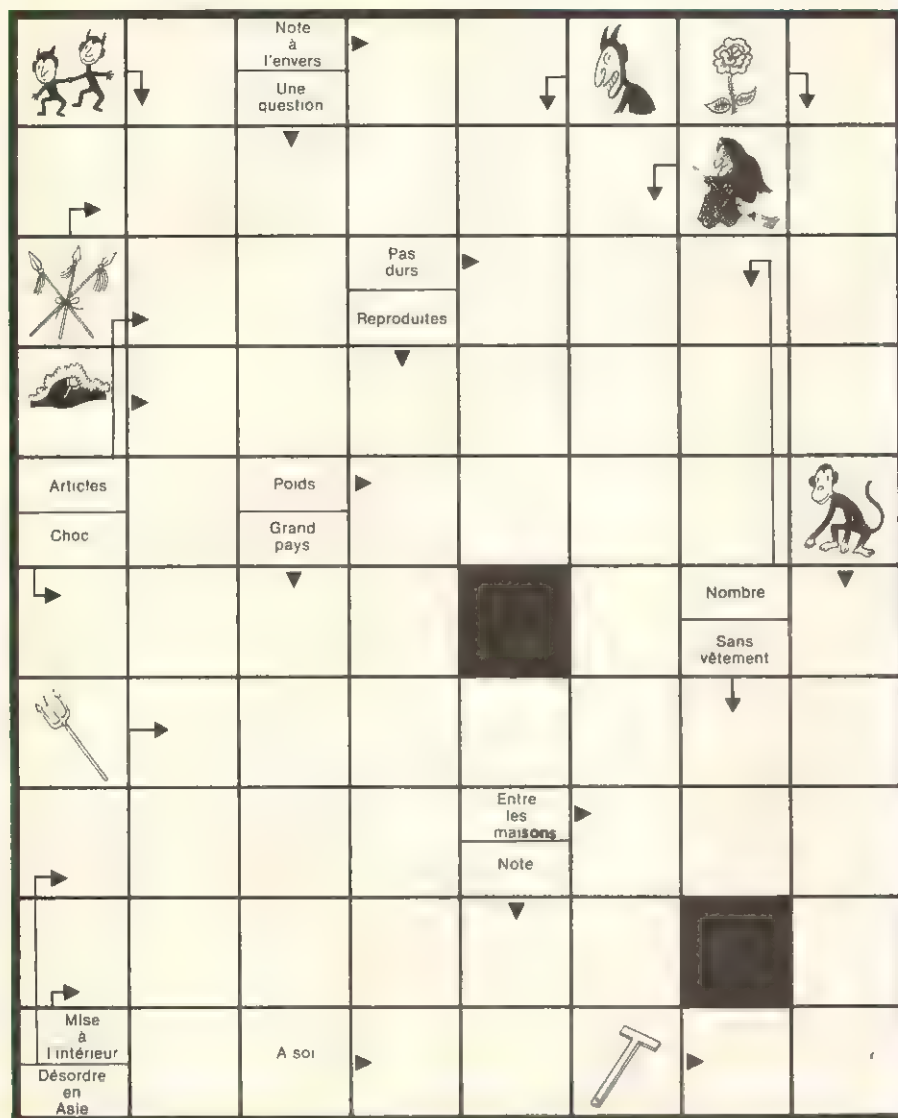 Note
à
l'envers
Une
question
Pas
durs
Reproduites
Articles
Choc
Poids
Grand
pays
Nombre
Sans
vêtement
Entre
les
maisons
Note
Mise
à
l'intérieur
Désordre
en
Asie
A soi